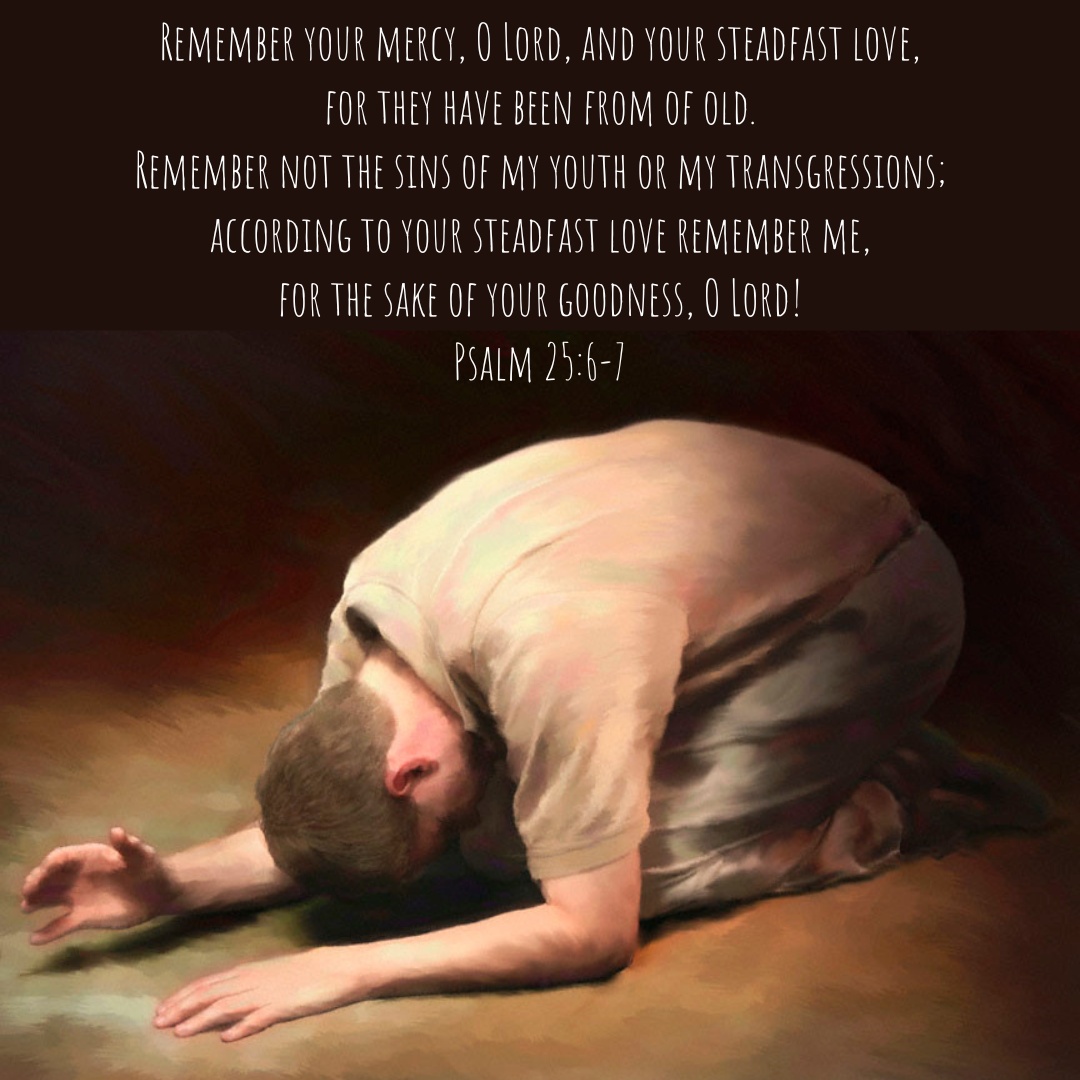 Remember your mercy, O Lord, and your steadfast love,
for they have been from of old.
Remember not the sins of my youth or my transgressions;
according to your steadfast love remember me,
for the sake of your goodness, O Lord!
Psalm 25:6-7